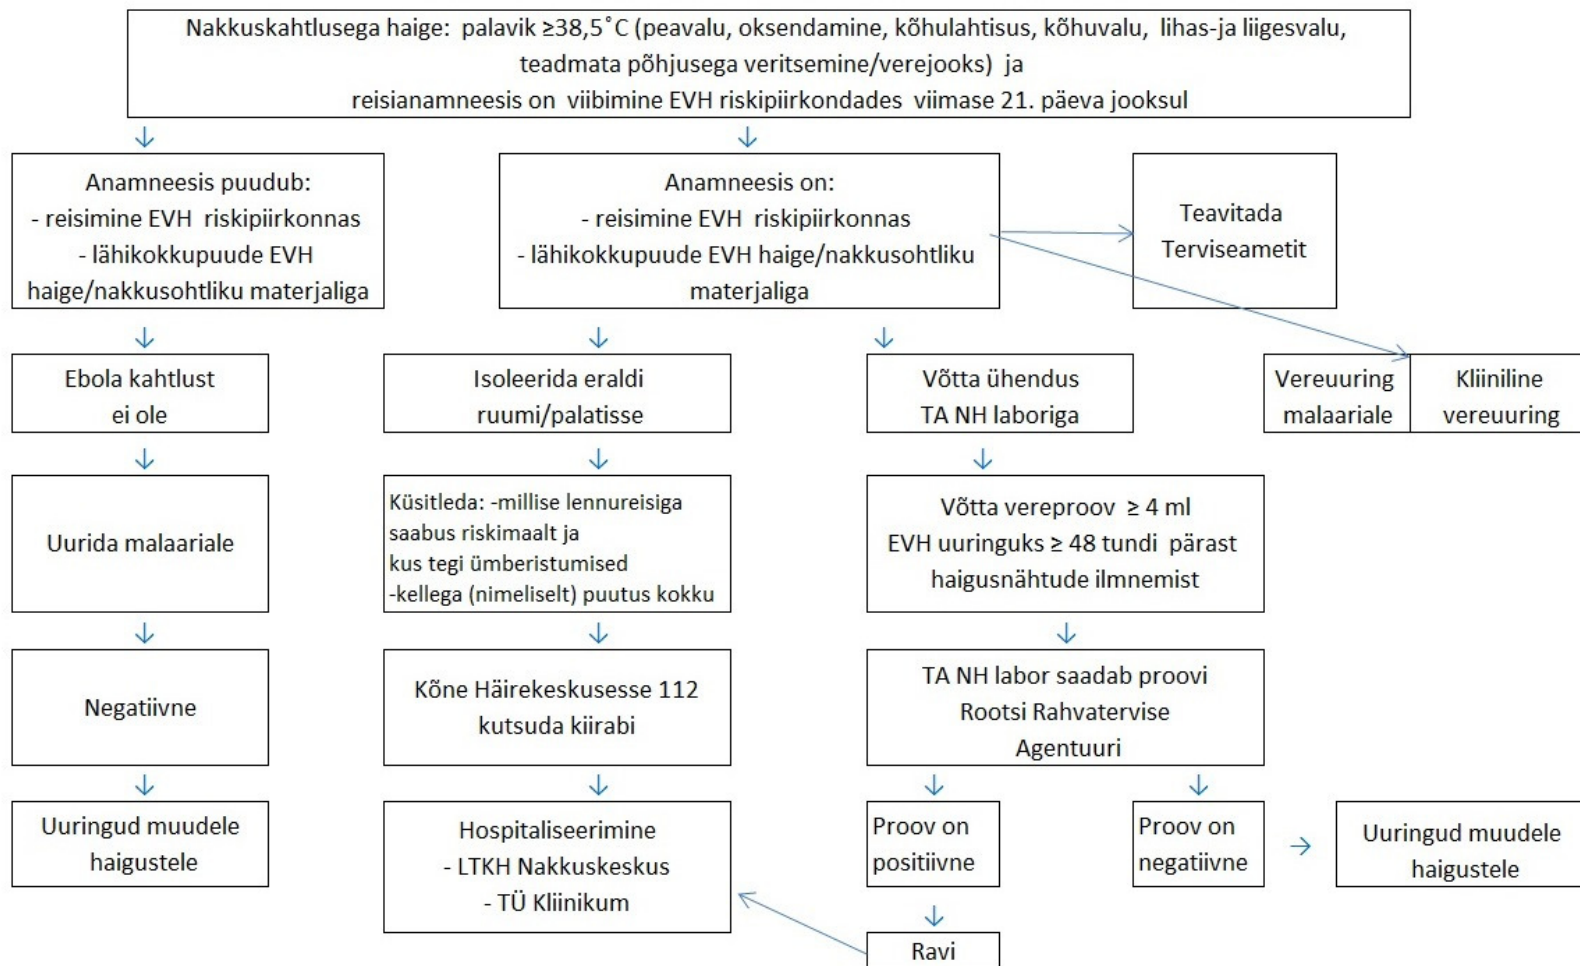 Nakkuskahtlusega haige: palavik ≥38,5˚C (peavalu, oksendamine, kõhulahtisus, kõhuvalu, lihas-ja liigesvalu,
teadmata põhjusega veritsemine/verejooks) ja
reisianamneesis on viibimine EVH riskipiirkondades viimase 21. päeva jooksul
Anamneesis puudub:
- reisimine EVH riskipiirkonnas
- lähikokkupuude EVH
haige/nakkusohtliku materjaliga
Anamneesis on:
- reisimine EVH riskipiirkonnas
- lähikokkupuude EVH haige/nakkusohtliku
materjaliga
Teavitada
Terviseametit
Ebola kahtlust
ei ole
Isoleerida eraldi
ruumi/palatisse
Võtta ühendus
TA NH laboriga
Vereuuring
malaariale
Kliiniline
vereuuring
Uurida malaariale
Küsitleda: -millise lennureisiga
saabus riskimaalt ja
kus tegi ümberistumised
-kellega (nimeliselt) puutus kokku
Võtta vereproov ≥ 4 ml
EVH uuringuks ≥ 48 tundi pärast
haigusnähtude ilmnemist
Negatiivne
Kõne Häirekeskusesse 112
kutsuda kiirabi
TA NH labor saadab proovi
Rootsi Rahvatervise
Agentuuri
Uuringud muudele
haigustele
Hospitaliseerimine
- LTKH Nakkuskeskus
- TÜ Kliinikum
Proov on
positiivne
Proov on
negatiivne
Uuringud muudele
haigustele
Ravi